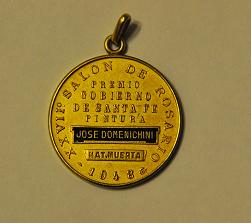 XXVIIº SALON DE ROSARIO
PREMIO
GOBIERNO
DE SANTA FE
PINTURA
JOSE DOMENICHINI
NAT. MUERTA
-1948-